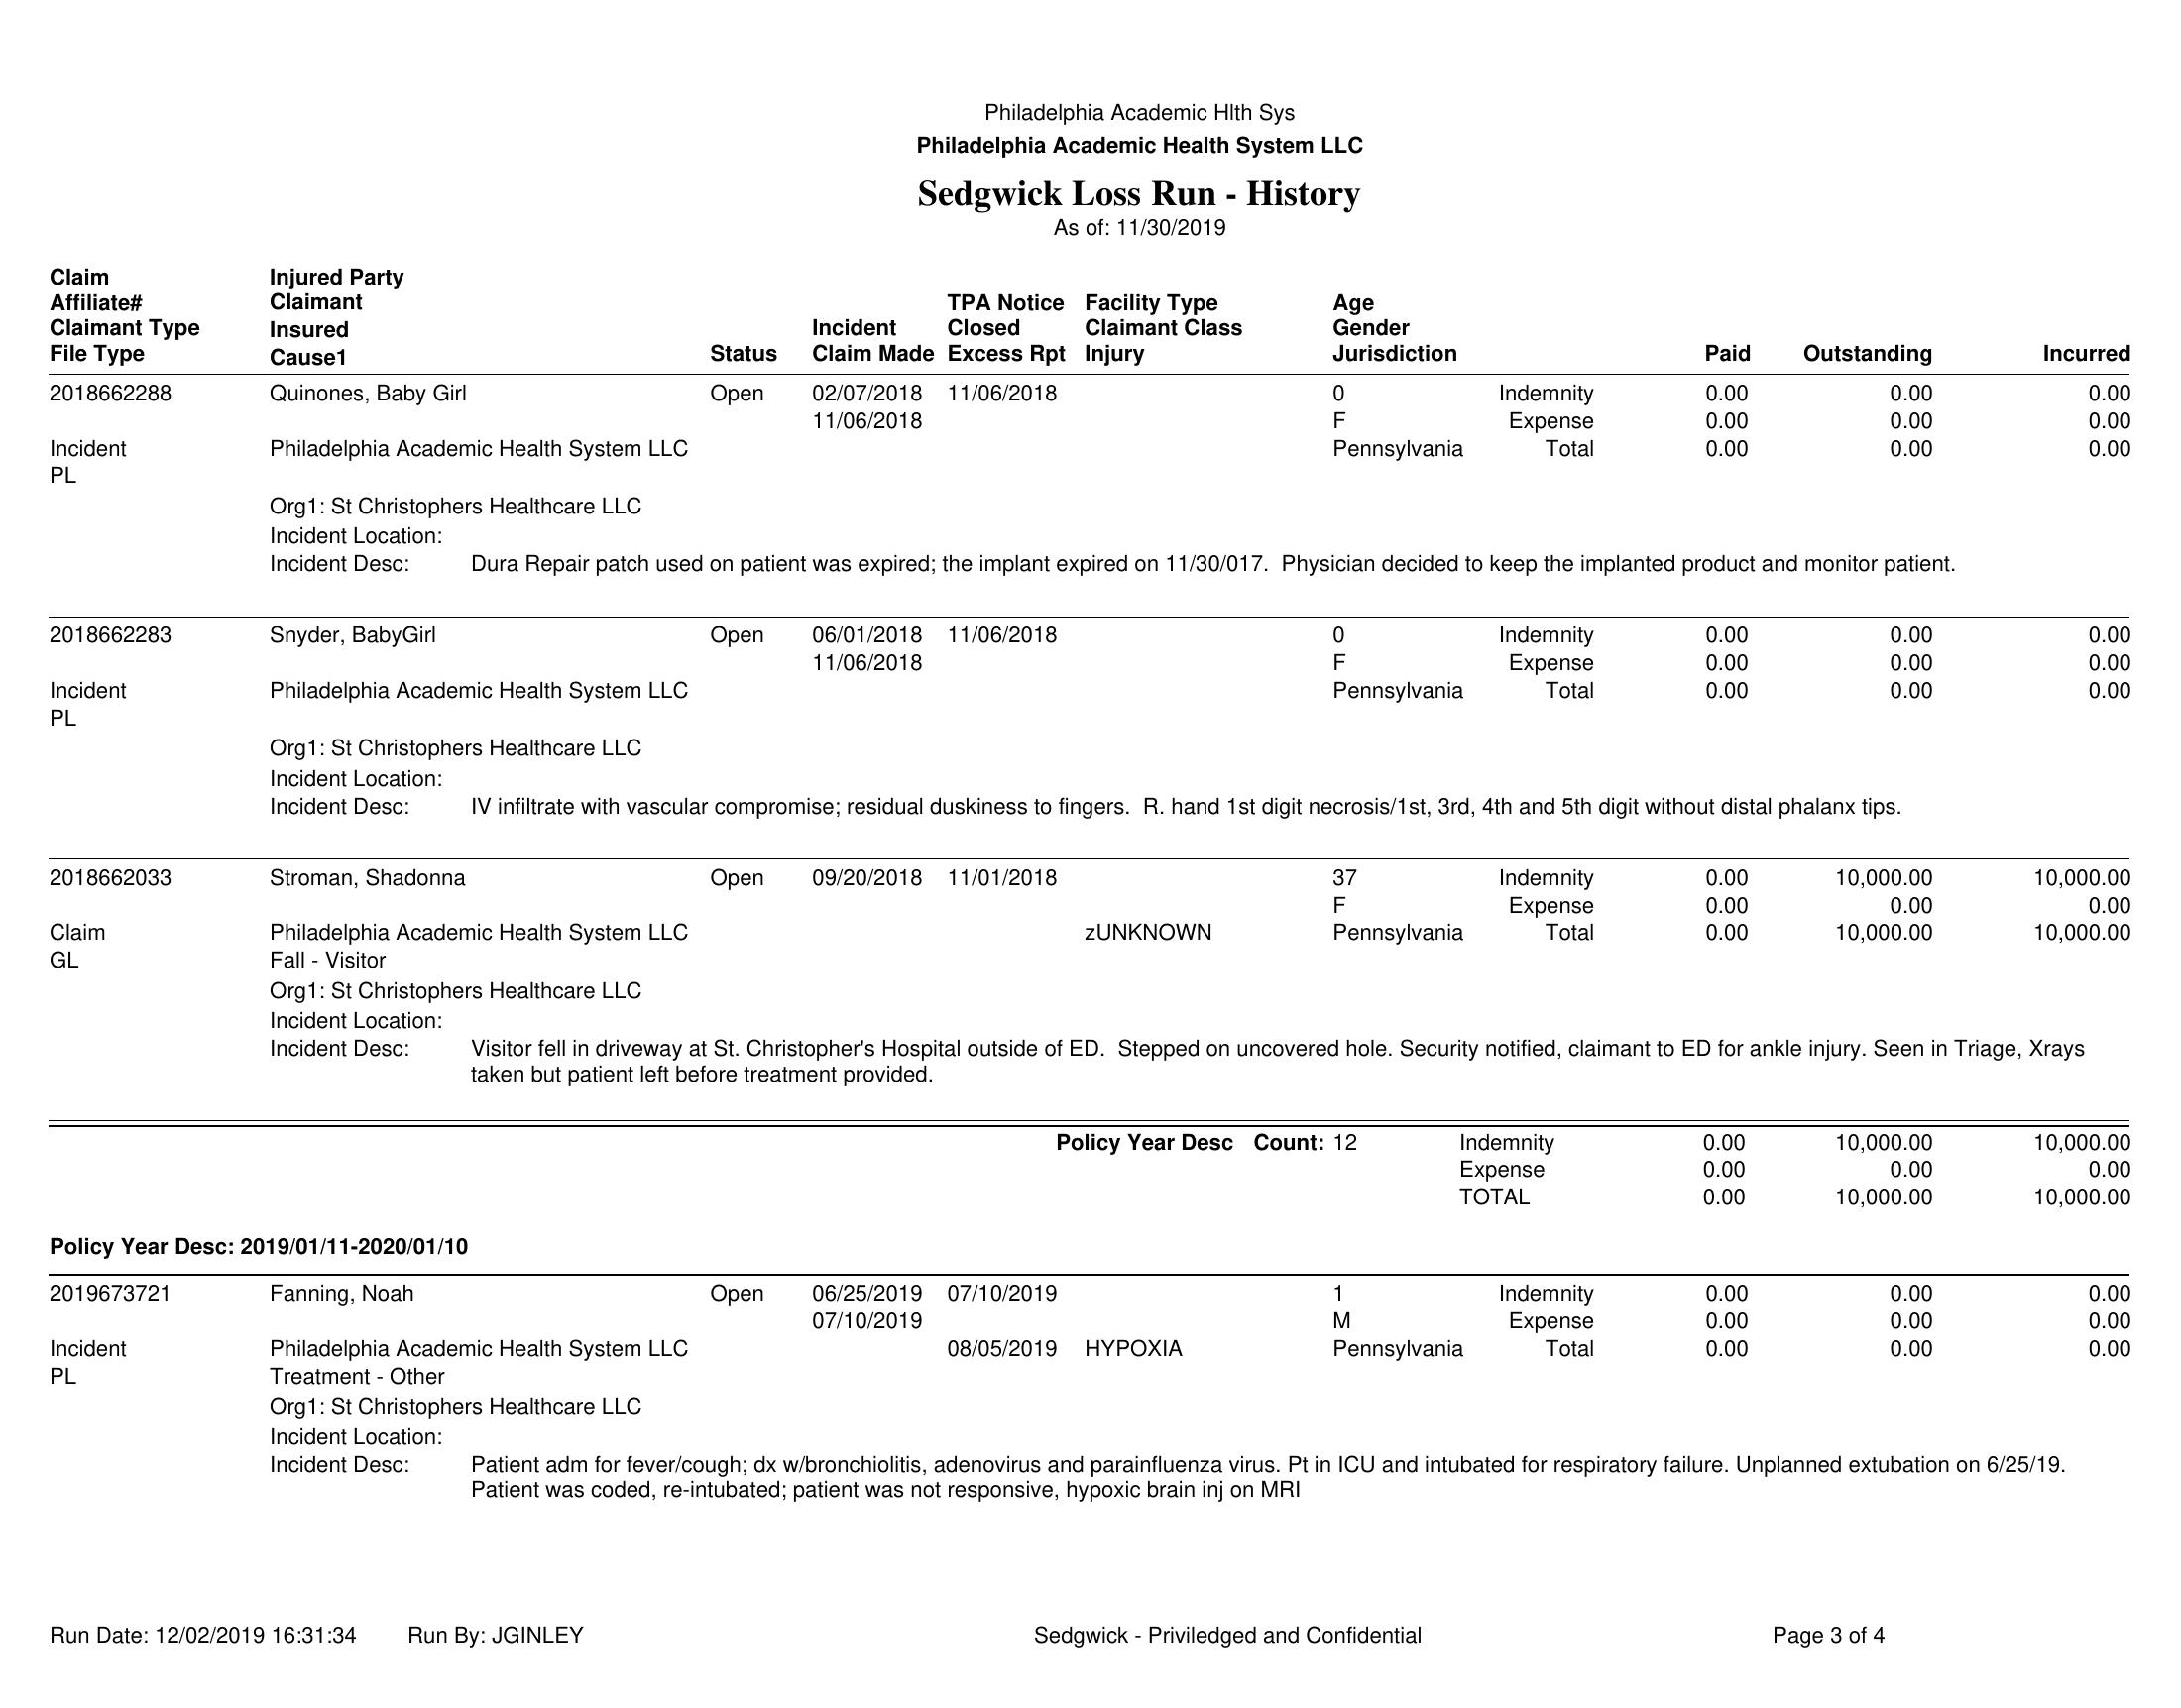 Philadelphia Academic Hlth Sys
Philadelphia Academic Health System LLC
Sedgwick Loss Run - History
As of: 11/30/2019
Claim Injured Party
Affiliate# Claimant TPA Notice Facility Type Age
Claimant Type Insured Incident Closed Claimant Class Gender
File Type Cause1 Status Claim Made Excess Rpt Injury Jurisdiction Paid Outstanding Incurred
2018662288 Quinones, Baby Girl Open 02/07/2018 11/06/2018 0 Indemnity 0.00 0.00 0.00
11/06/2018 F Expense 0.00 0.00 0.00
Incident Philadelphia Academic Health System LLC Pennsylvania Total 0.00 0.00 0.00
PL
Org1: St Christophers Healthcare LLC
Incident Location:
Incident Desc: Dura Repair patch used on patient was expired; the implant expired on 11/30/017. Physician decided to keep the implanted product and monitor patient.
2018662283 Snyder, BabyGirl Open 06/01/2018 11/06/2018 0 Indemnity 0.00 0.00 0.00
11/06/2018 F Expense 0.00 0.00 0.00
Incident Philadelphia Academic Health System LLC Pennsylvania Total 0.00 0.00 0.00
PL
Org1: St Christophers Healthcare LLC
Incident Location:
Incident Desc: IV infiltrate with vascular compromise; residual duskiness to fingers. R. hand 1st digit necrosis/1st, 3rd, 4th and 5th digit without distal phalanx tips.
2018662033 Stroman, Shadonna Open 09/20/2018 11/01/2018 37 Indemnity 0.00 10,000.00 10,000.00
F Expense 0.00 0.00 0.00
Claim Philadelphia Academic Health System LLC zUNKNOWN Pennsylvania Total 0.00 10,000.00 10,000.00
GL Fall - Visitor
Org1: St Christophers Healthcare LLC
Incident Location:
Incident Desc: Visitor fell in driveway at St. Christopher's Hospital outside of ED. Stepped on uncovered hole. Security notified, claimant to ED for ankle injury. Seen in Triage, Xrays
taken but patient left before treatment provided.
Policy Year Desc Count: 12 Indemnity 0.00 10,000.00 10,000.00
Expense 0.00 0.00 0.00
TOTAL 0.00 10,000.00 10,000.00
Policy Year Desc: 2019/01/11-2020/01/10
2019673721 Fanning, Noah Open 06/25/2019 07/10/2019 1 Indemnity 0.00 0.00 0.00
07/10/2019 M Expense 0.00 0.00 0.00
Incident Philadelphia Academic Health System LLC 08/05/2019 HYPOXIA Pennsylvania Total 0.00 0.00 0.00
PL Treatment - Other
Org1: St Christophers Healthcare LLC
Incident Location:
Incident Desc: Patient adm for fever/cough; dx w/bronchiolitis, adenovirus and parainfluenza virus. Pt in ICU and intubated for respiratory failure. Unplanned extubation on 6/25/19.
Patient was coded, re-intubated; patient was not responsive, hypoxic brain inj on MRI
Run Date: 12/02/2019 16:31:34 Run By: JGINLEY Sedgwick - Priviledged and Confidential Page 3 of 4